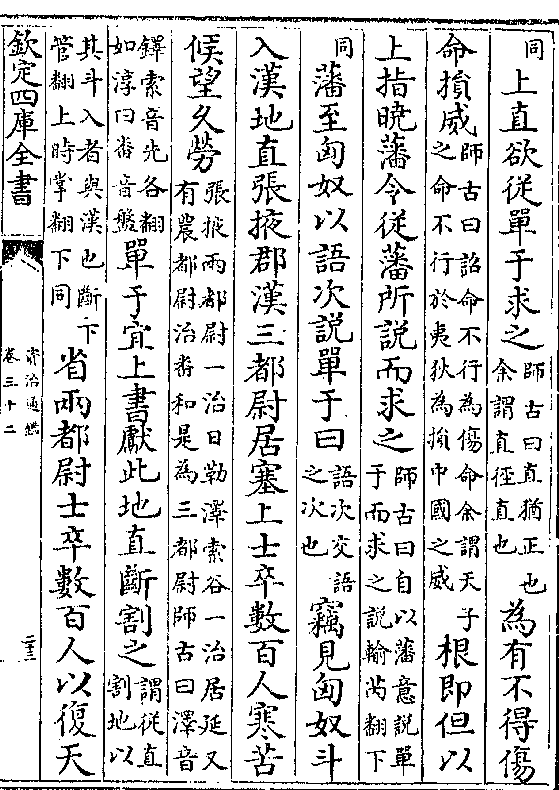 同上直欲從單于求之師古曰直猶正也余謂直徑直也為有不得傷
命損威師古曰詔命不行為傷命余謂天子之命不行於夷狄為損中國之威根即但以
上指曉藩令從藩所說而求之師古曰自以藩意說單于而求之說輸芮翻下
同藩至匈奴以語次說單于曰語次交語之次也竊見匈奴斗
入漢地直張掖郡漢三都尉居塞上士卒數百人寒苦
候望久勞張掖兩都尉一治日勒澤索谷一治居延又有農都尉治番和是為三都尉師古曰澤音
鐸索音先各翻如淳曰番音盤單于宜上書獻此地直斷割之謂從直割地以
其斗入者與漢也斷下管翻上時掌翻下同省兩都尉士卒數百人以復天
欽定四庫全書
資治通鑑
卷三十二
二十三